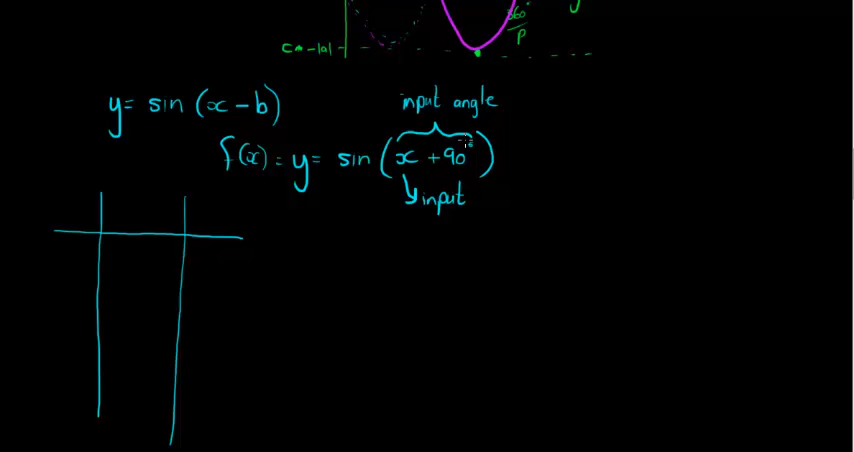 360°
P
y
-|a|
y = sin (x - b)
input angle
f(x) = y = sin (x + 90°)
input